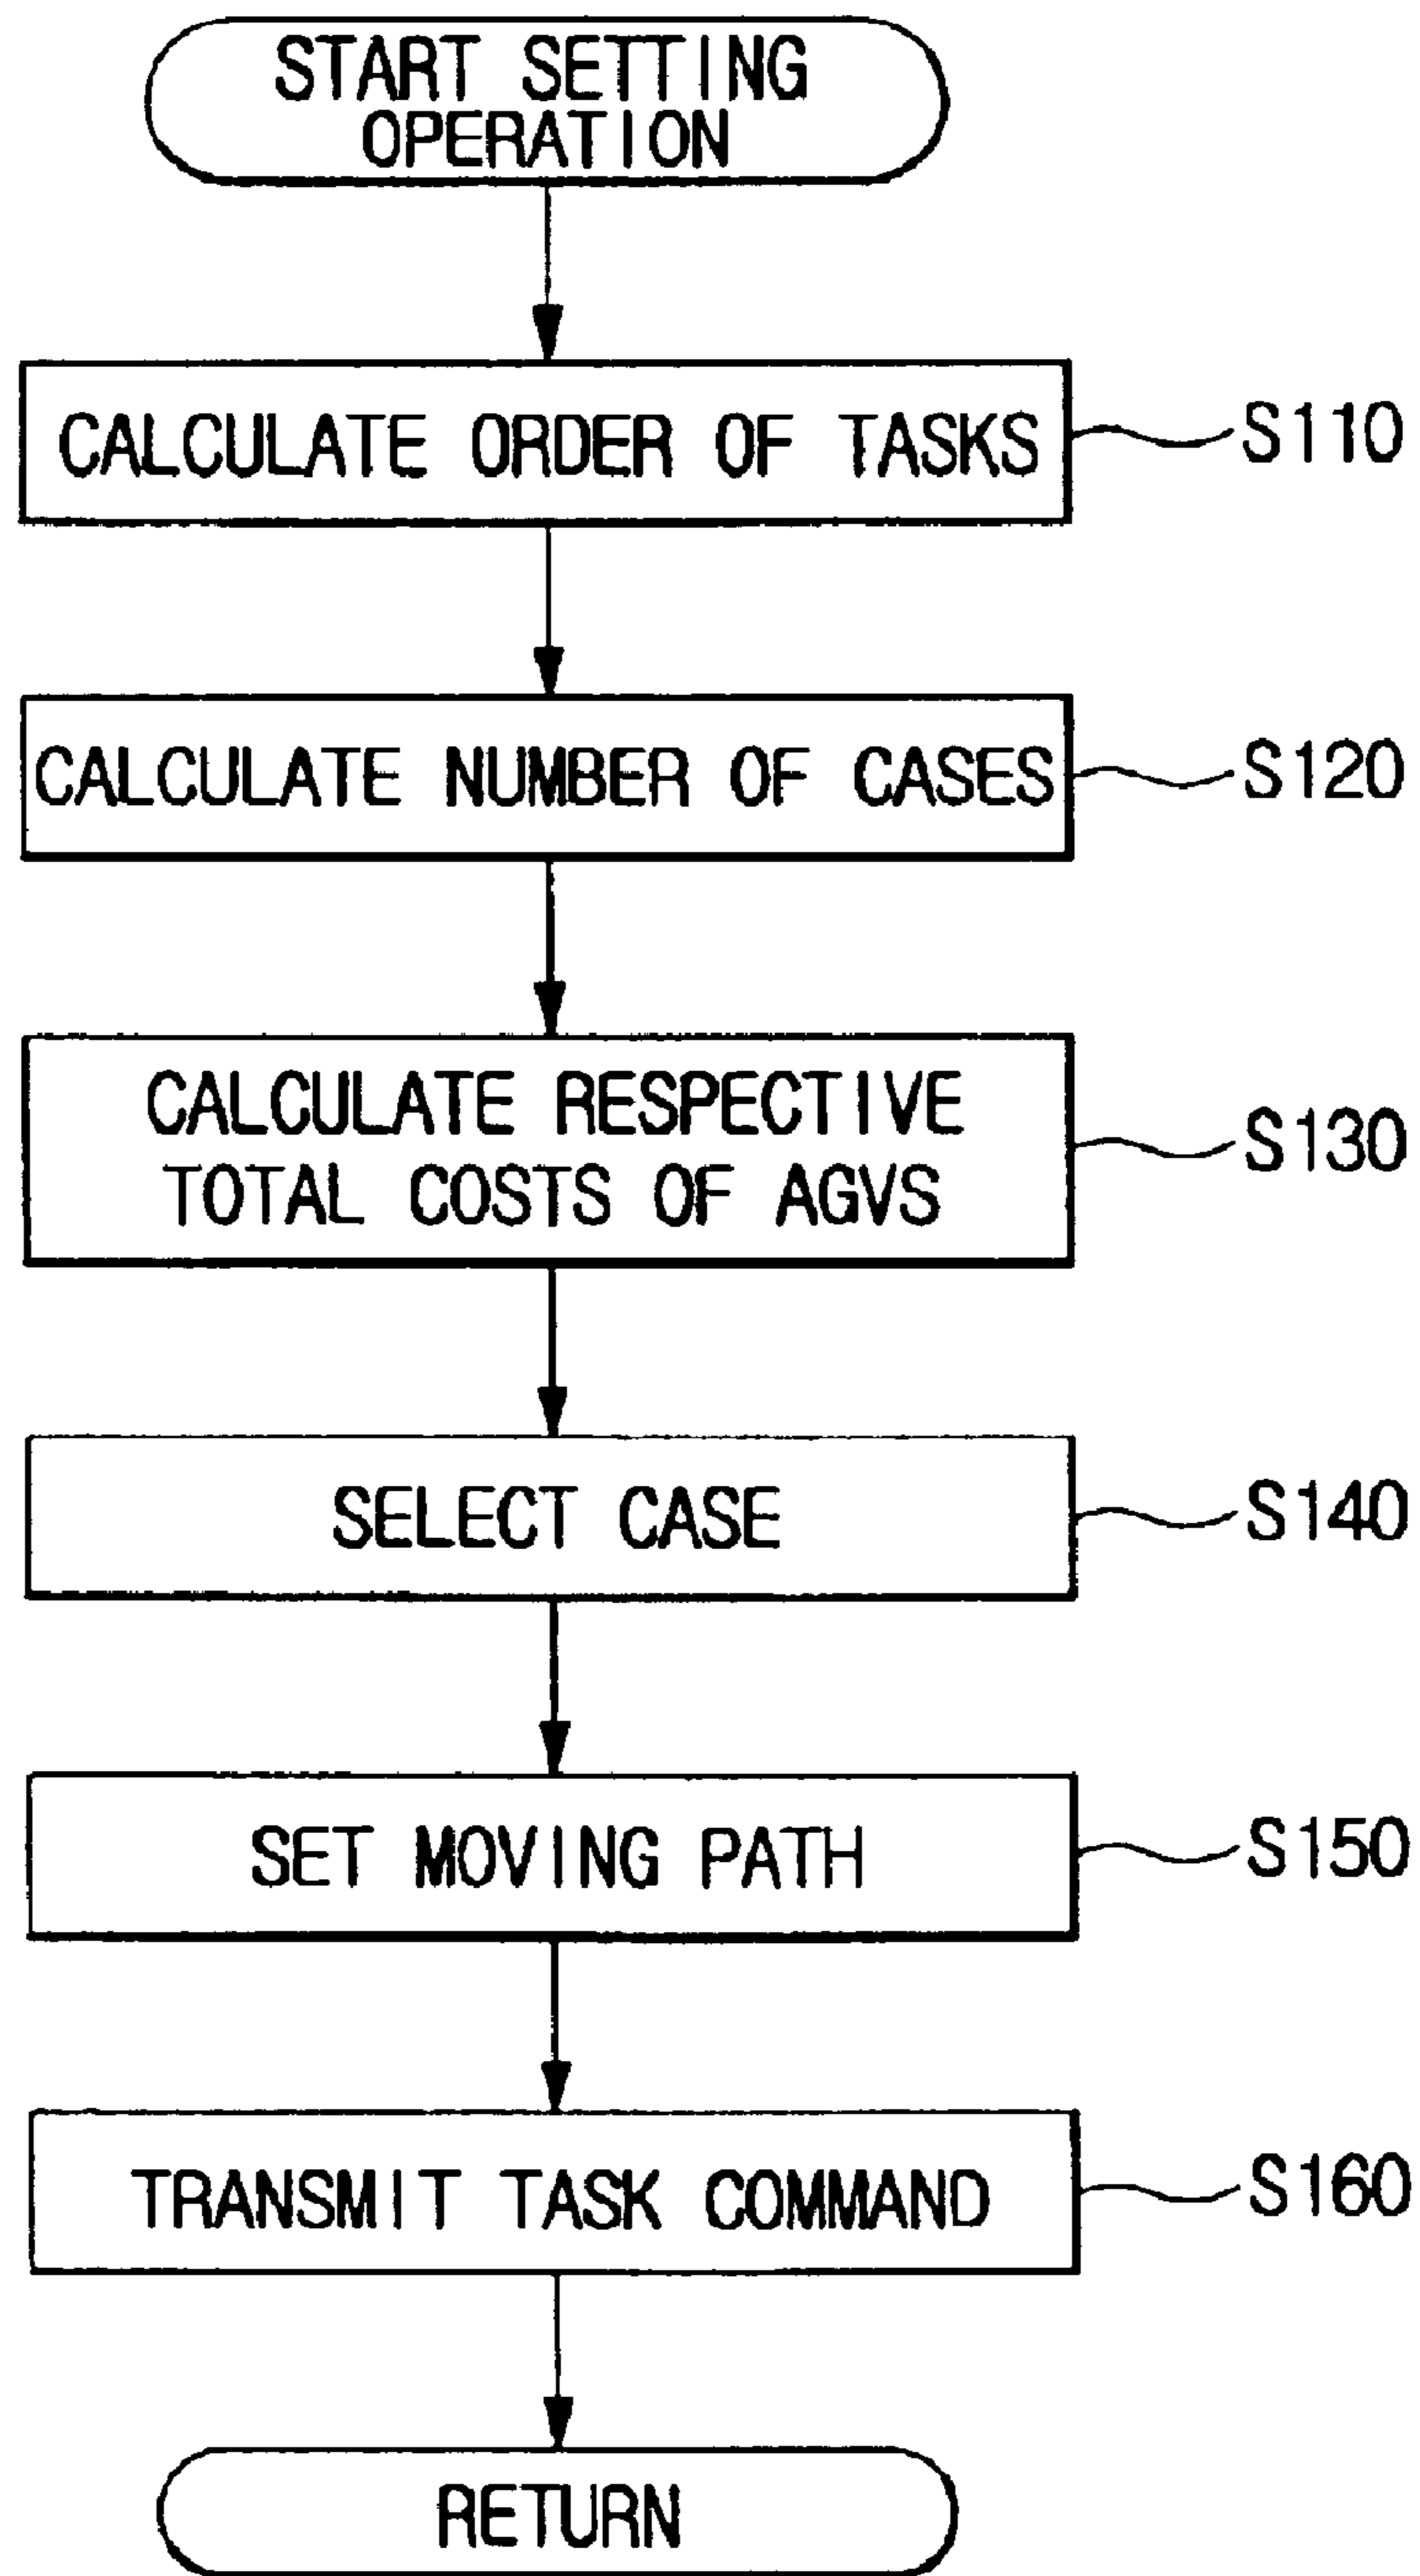 START SETTING
OPERATION
CALCULATE ORDER OF TASKS
S110
CALCULATE NUMBER OF CASES
S120
CALCULATE RESPECTIVE
TOTAL COSTS OF AGVS
S130
SELECT CASE
S140
SET MOVING PATH
S150
TRANSMIT TASK COMMAND
S160
RETURN